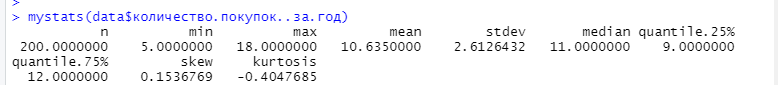 >
> mystats(data$количество.покупок..за.год)
n min max mean stdev median quantile.25%
200.0000000 5.0000000 18.0000000 10.6350000 2.6126432 11.0000000 9.0000000
quantile.75% skew kurtosis
12.0000000 0.1536769 -0.4047685